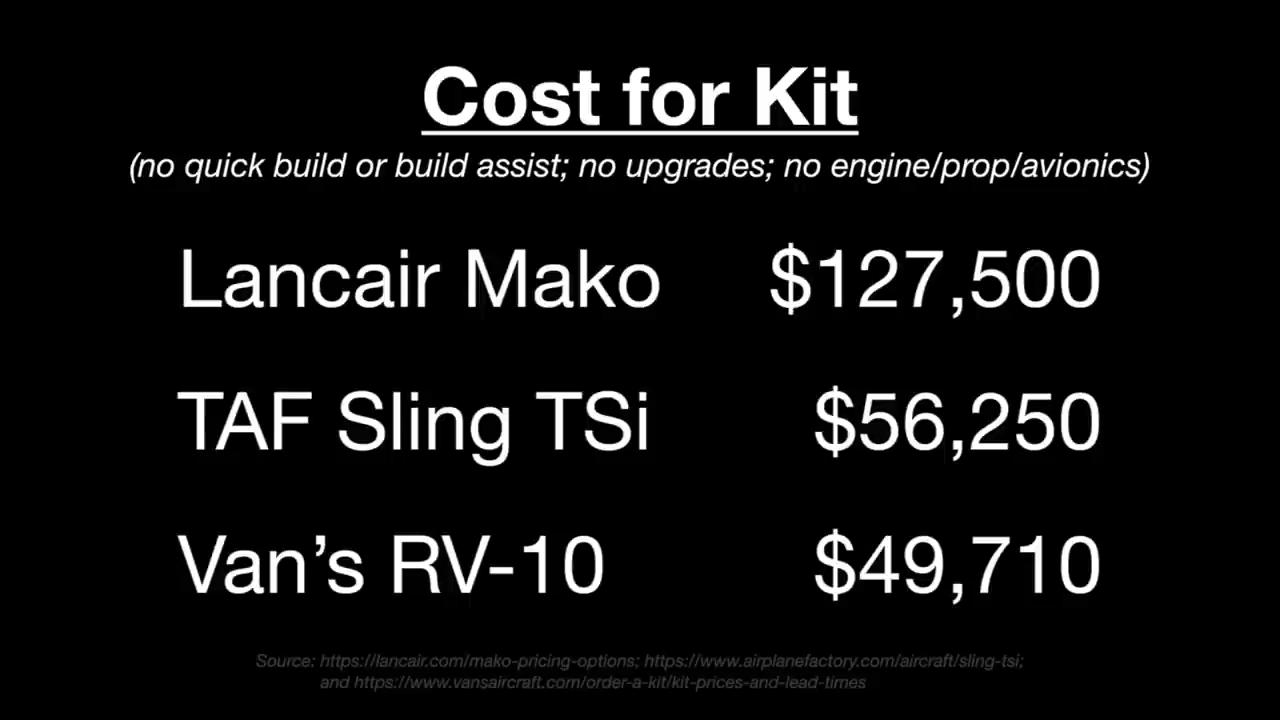 Cost for Kit
(no quick build or build assist; no upgrades; no engine/prop/avionics)
Lancair Mako $127,500
TAF Sling TSi $56,250
Van’s RV-10 $49,710
Source: https://lancair.com/mako-pricing-options; https://www.airplanefactory.com/aircraft/sling-tsi;
and https://www.vansaircraft.com/order-a-kit/kit-prices-and-lead-times